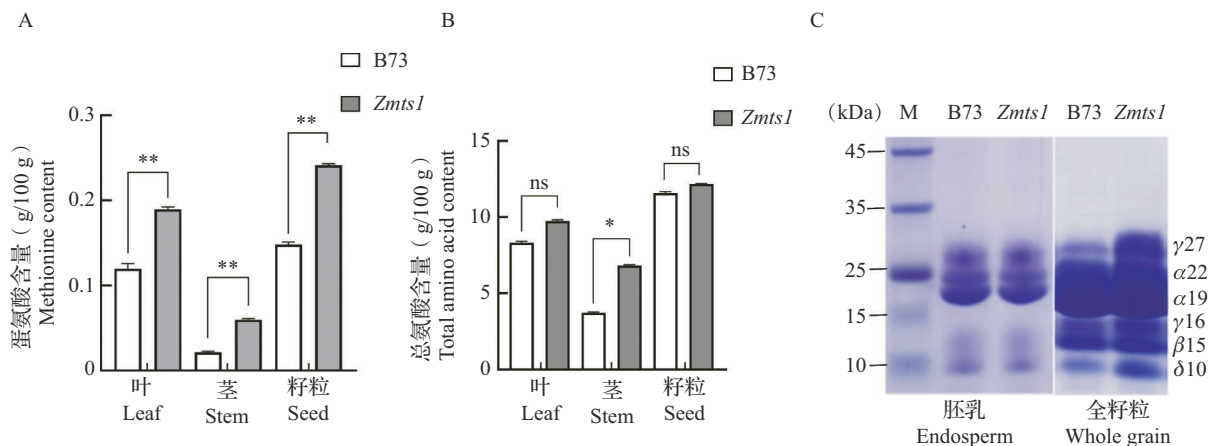 A
B73
Zmts1
蛋氨酸含量（g/100 g）
Methionine content
0.3
0.2
0.1
0
**
**
**
叶
Leaf
茎
Stem
籽粒
Seed
B
B73
Zmts1
总氨酸含量（g/100 g）
Total amino acid content
15
10
5
0
ns
*
ns
叶
Leaf
茎
Stem
籽粒
Seed
C
(kDa) M B73 Zmts1 B73 Zmts1
45
35
25
15
10
γ27
α22
α19
γ16
β15
δ10
胚乳
Endosperm
全籽粒
Whole grain